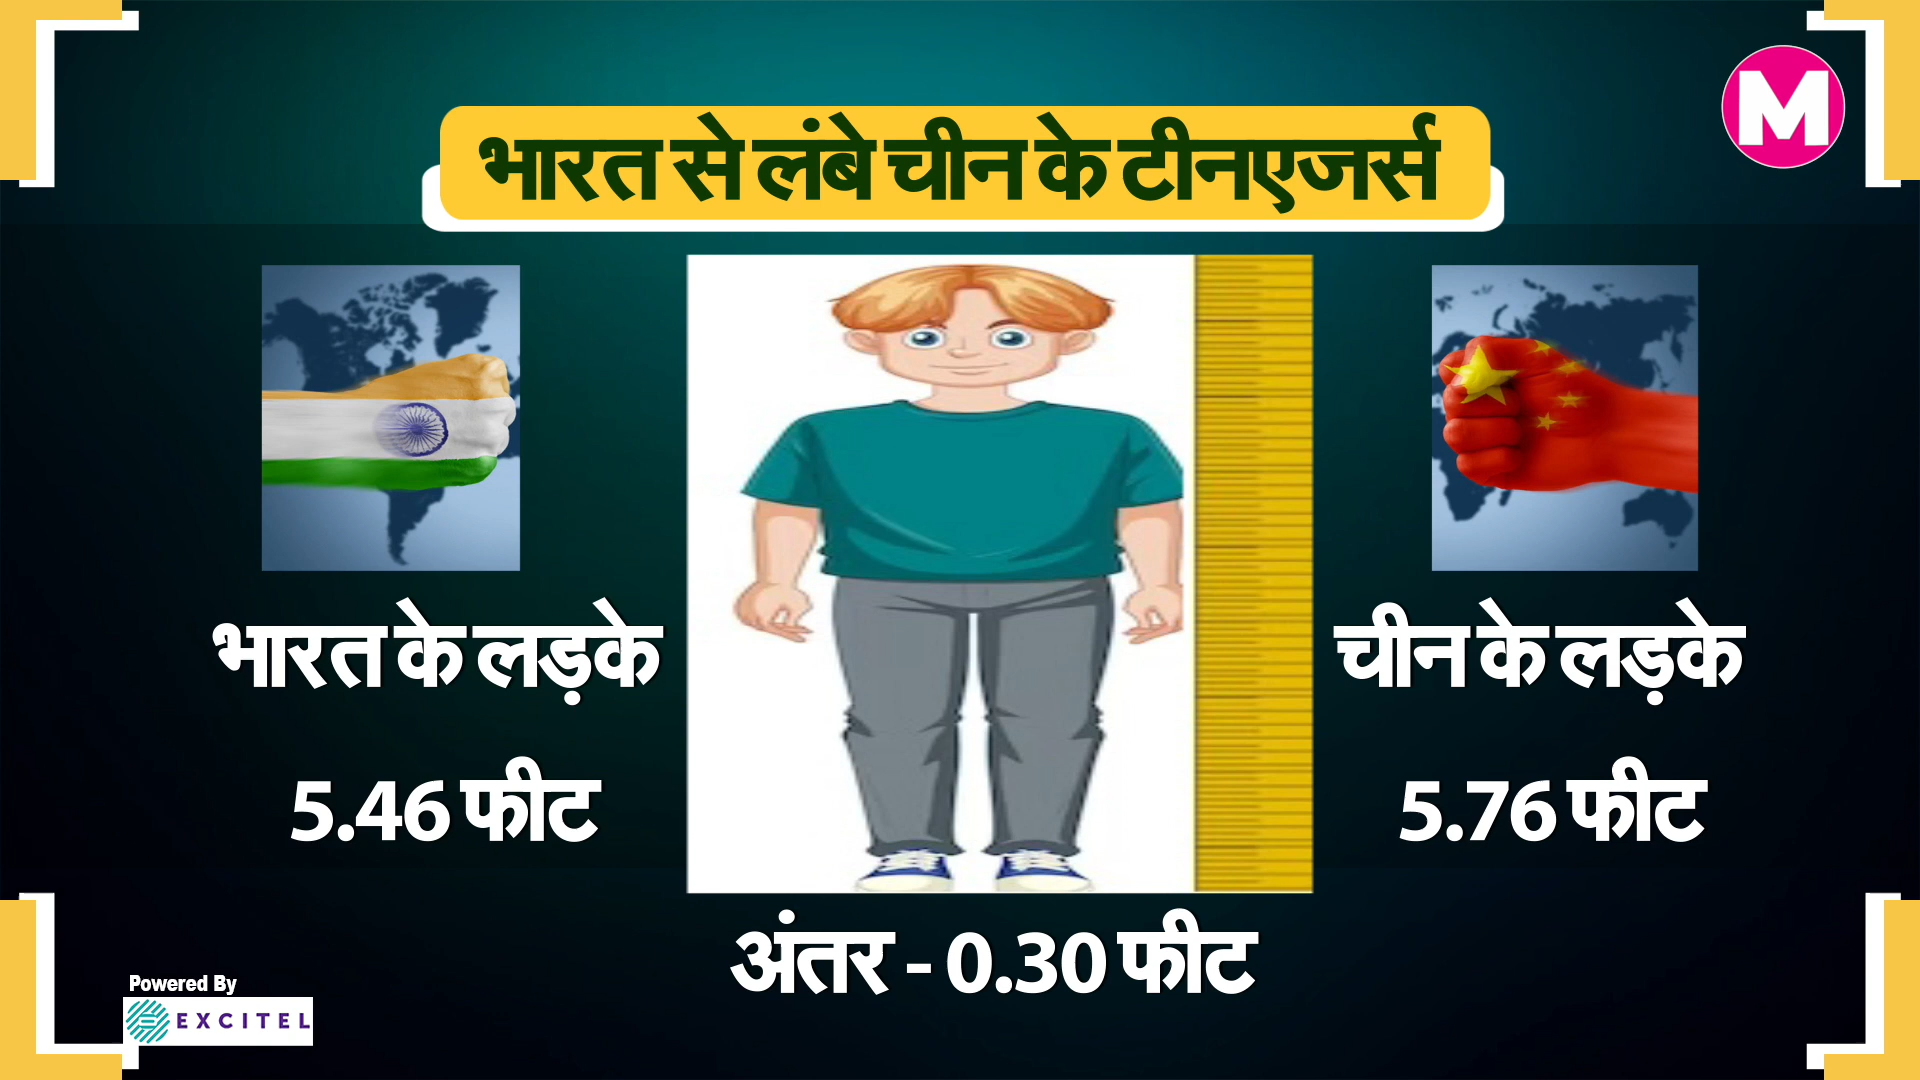 M
भारत से लंबे चीन के टीनएजर्स
भारत के लड़के
चीन के लड़के
5.46 फीट
5.76 फीट
अंतर - 0.30 फीट
Powered By
EXCITEL